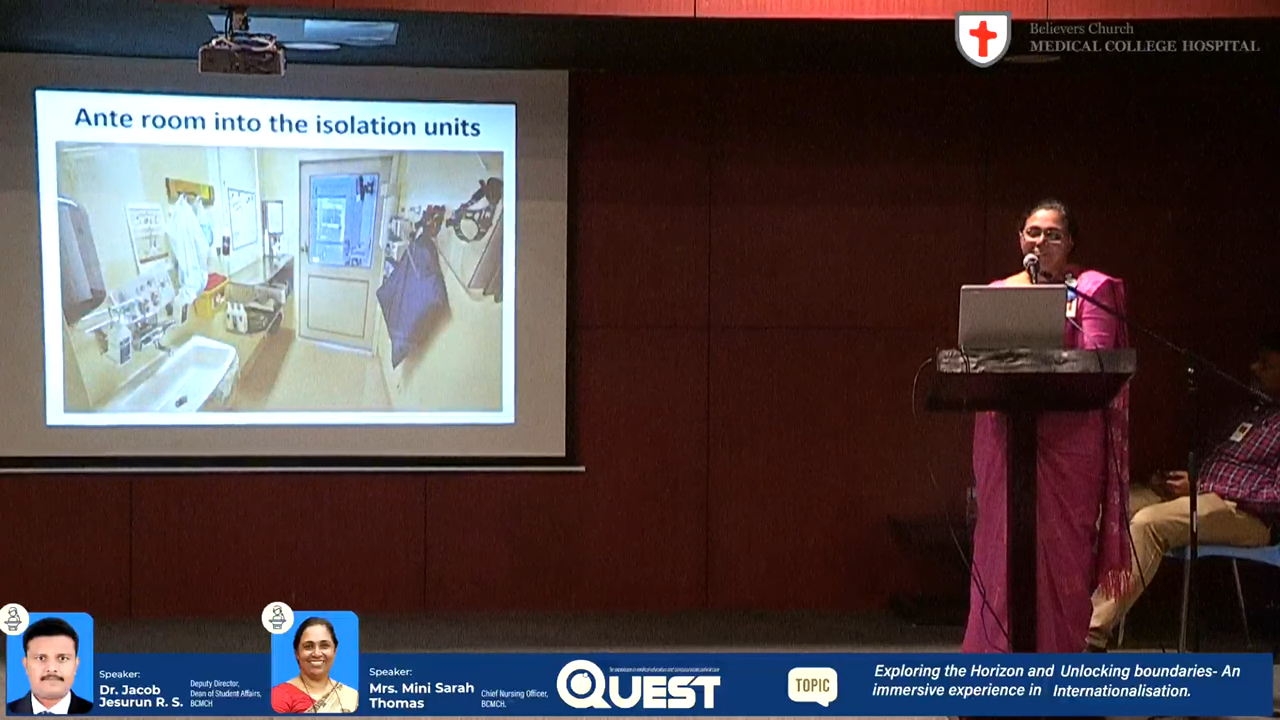 Believers Church
MEDICAL COLLEGE HOSPITAL
Ante room into the isolation units
Speaker:
Dr. Jacob
Jesurun R. S.
Deputy Director,
Dean of Student Affairs,
BCMCH
Speaker:
Mrs. Mini Sarah
Thomas
Chief Nursing Officer,
BCMCH.
QUEST
TOPIC
Exploring the Horizon and Unlocking boundaries- An
immersive experience in Internationalisation.